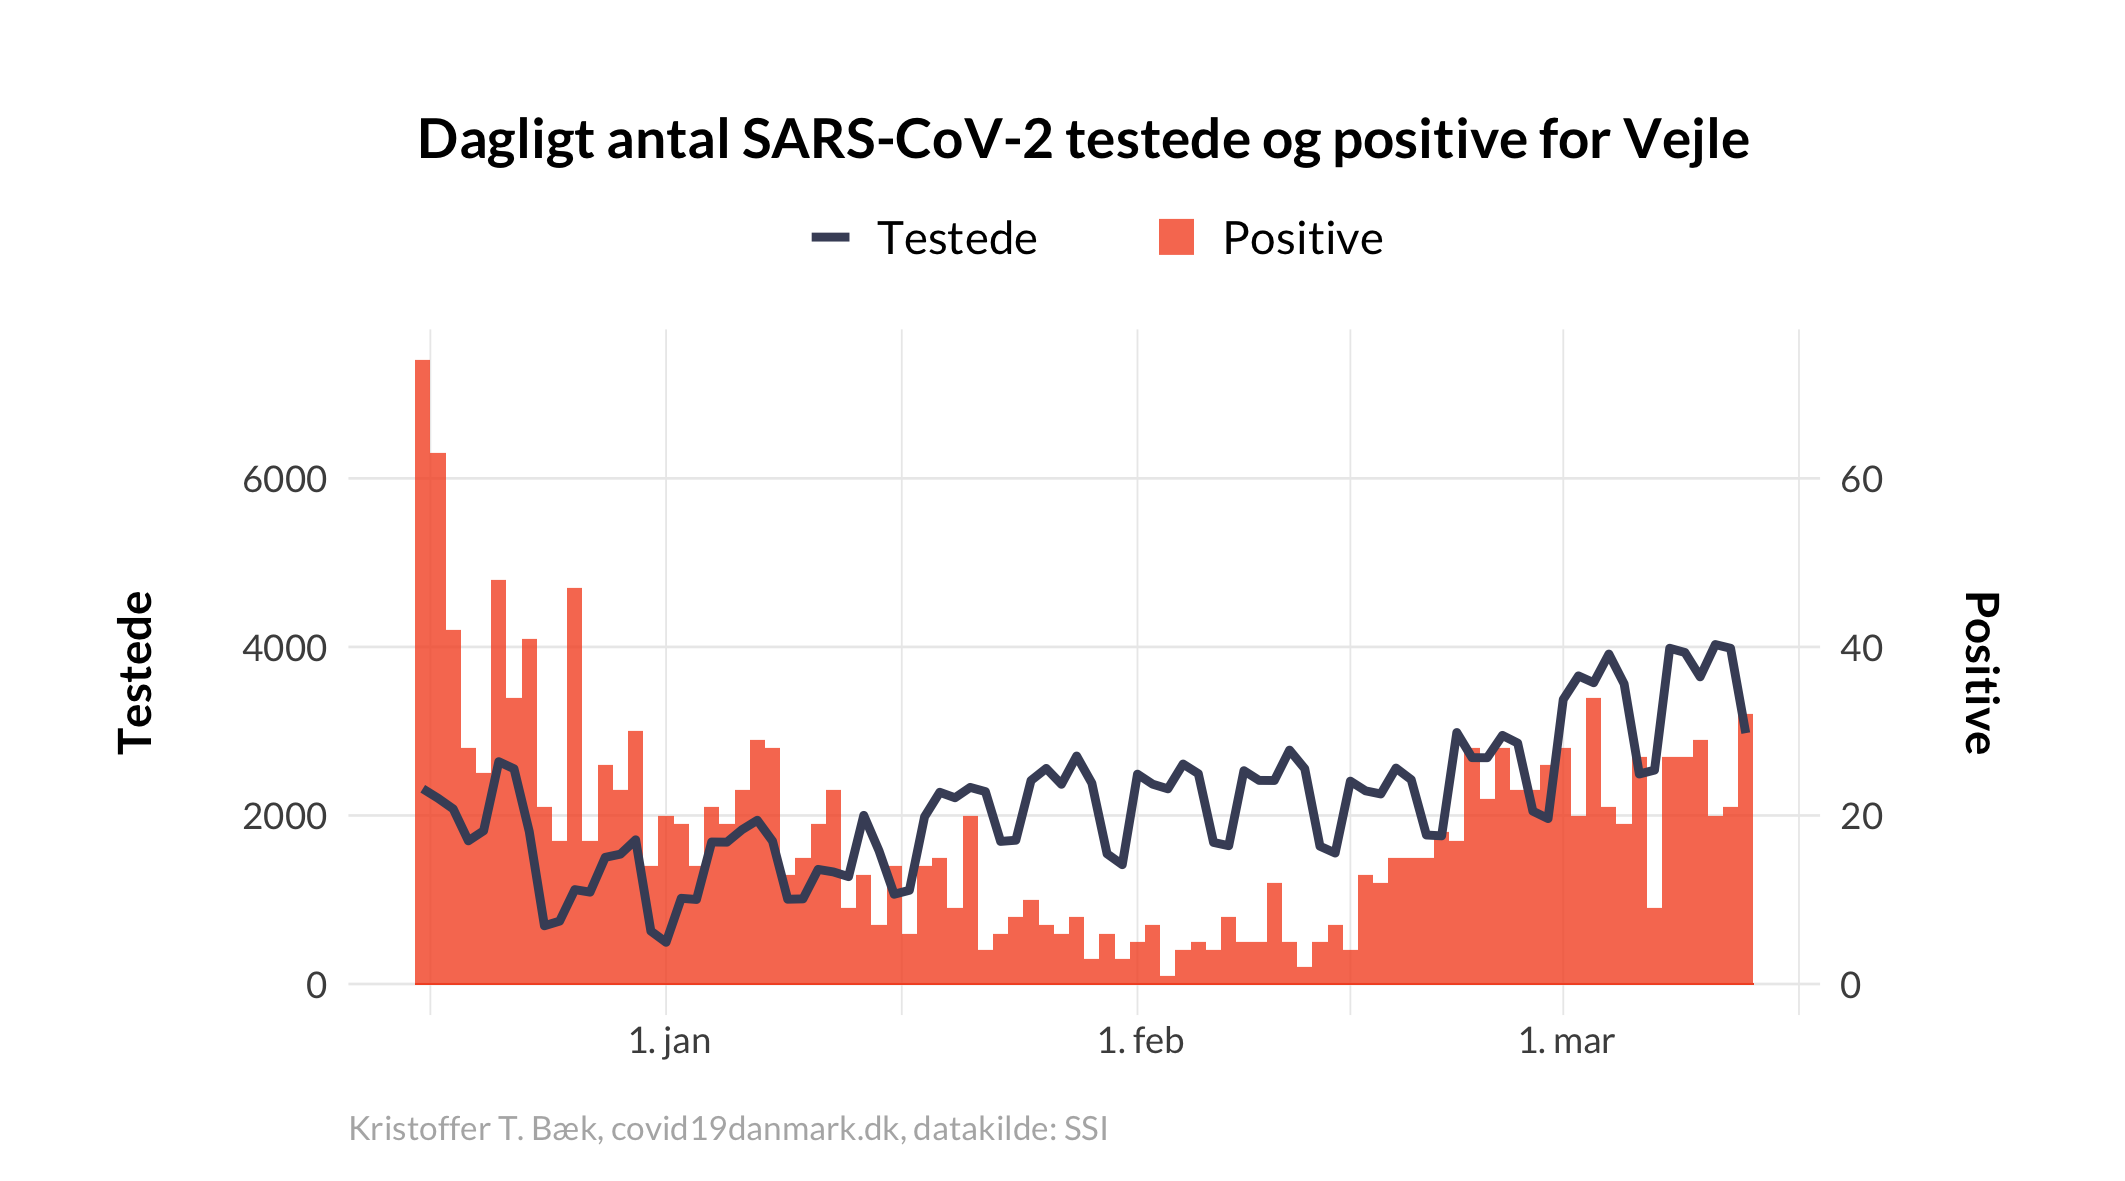 Dagligt antal SARS-CoV-2 testede og positive for Vejle
Testede
Positive
Testede
6000
4000
2000
0
60
40
20
0
Positive
1. jan
1. feb
1. mar
Kristoffer T. Bæk, covid19danmark.dk, datakilde: SSI